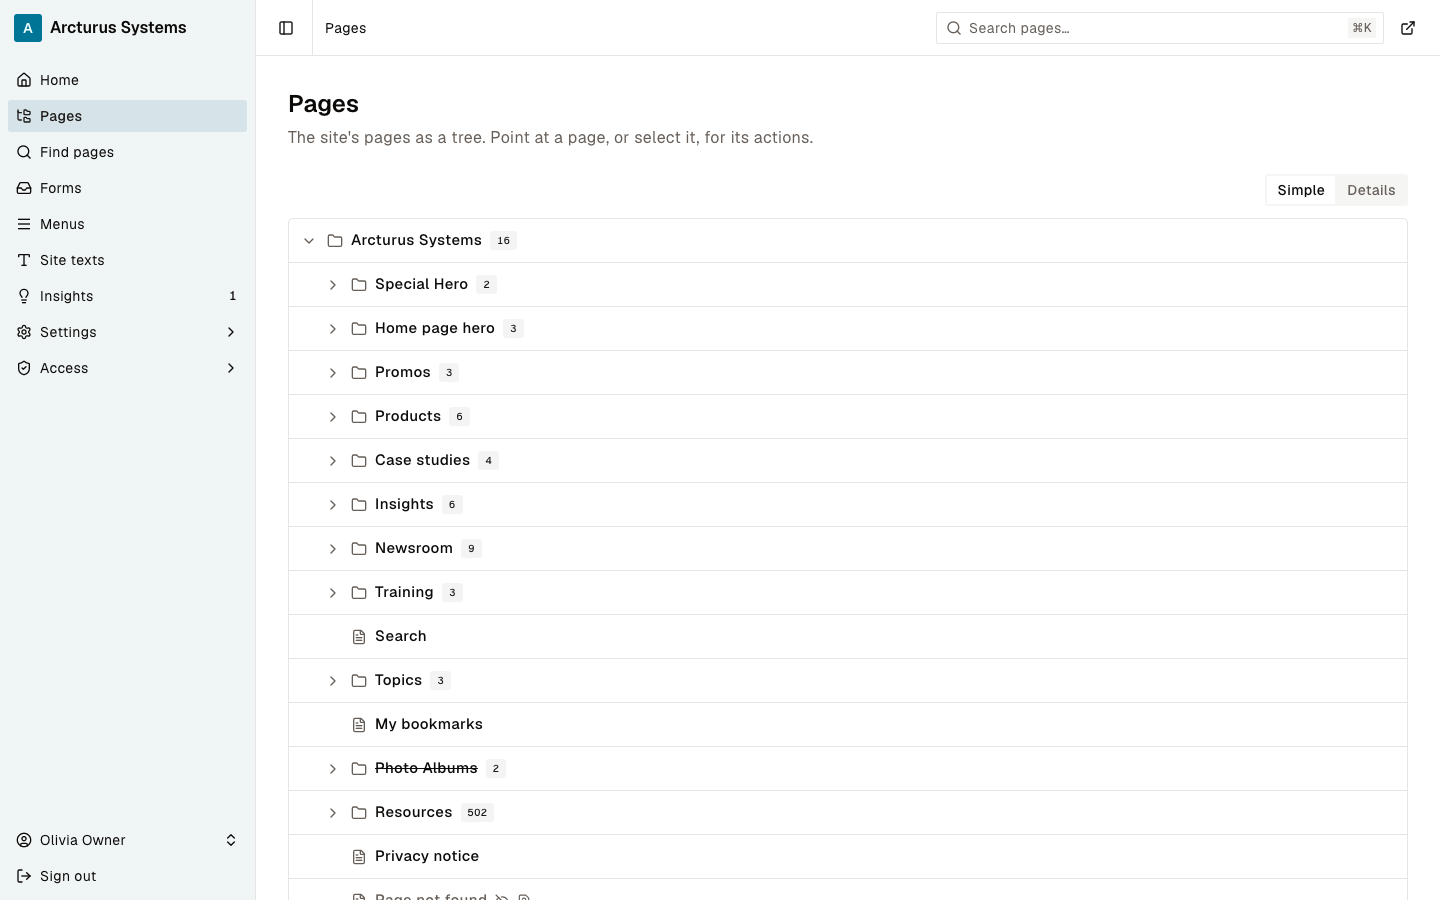 A Arcturus Systems
Home
Pages
Find pages
Forms
Menus
Site texts
Insights 1
Settings
Access
Olivia Owner
Sign out
Pages
Search pages… ⌘K
Pages
The site's pages as a tree. Point at a page, or select it, for its actions.
Simple Details
Arcturus Systems 16
Special Hero 2
Home page hero 3
Promos 3
Products 6
Case studies 4
Insights 6
Newsroom 9
Training 3
Search
Topics 3
My bookmarks
Photo Albums 2
Resources 502
Privacy notice
Page not found